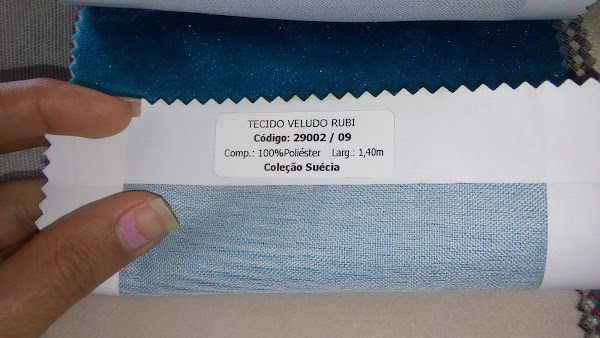 TECIDO VELUDO RUBI
Código: 29002 / 09
Comp.: 100%Poliéster Larg.: 1,40m
Coleção Suécia